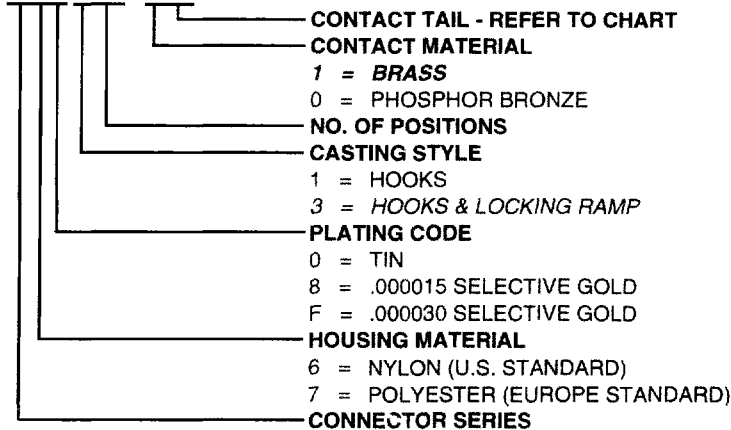 CONTACT TAIL - REFER TO CHART
CONTACT MATERIAL
1 = BRASS
0 = PHOSPHOR BRONZE
NO. OF POSITIONS
CASTING STYLE
1 = HOOKS
3 = HOOKS & LOCKING RAMP
PLATING CODE
0 = TIN
8 = .000015 SELECTIVE GOLD
F = .000030 SELECTIVE GOLD
HOUSING MATERIAL
6 = NYLON (U.S. STANDARD)
7 = POLYESTER (EUROPE STANDARD)
CONNECTOR SERIES